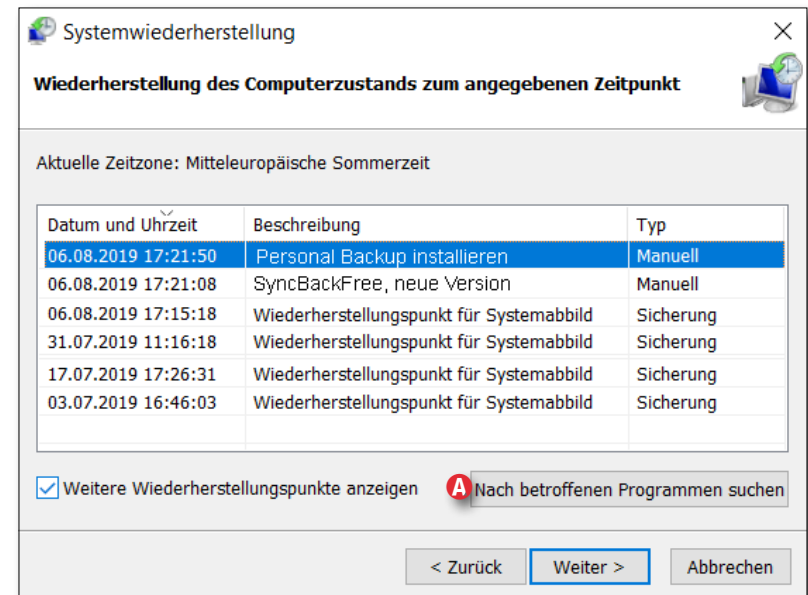 Systemwiederherstellung
Wiederherstellung des Computerzustands zum angegebenen Zeitpunkt
Aktuelle Zeitzone: Mitteleuropäische Sommerzeit
Datum und Uhrzeit Beschreibung Typ
06.08.2019 17:21:50 Personal Backup installieren Manuell
06.08.2019 17:21:08 SyncBackFree, neue Version Manuell
06.08.2019 17:15:18 Wiederherstellungspunkt für Systemabbild Sicherung
31.07.2019 11:16:18 Wiederherstellungspunkt für Systemabbild Sicherung
17.07.2019 17:26:31 Wiederherstellungspunkt für Systemabbild Sicherung
03.07.2019 16:46:03 Wiederherstellungspunkt für Systemabbild Sicherung
Weitere Wiederherstellungspunkte anzeigen A Nach betroffenen Programmen suchen
< Zurück Weiter > Abbrechen